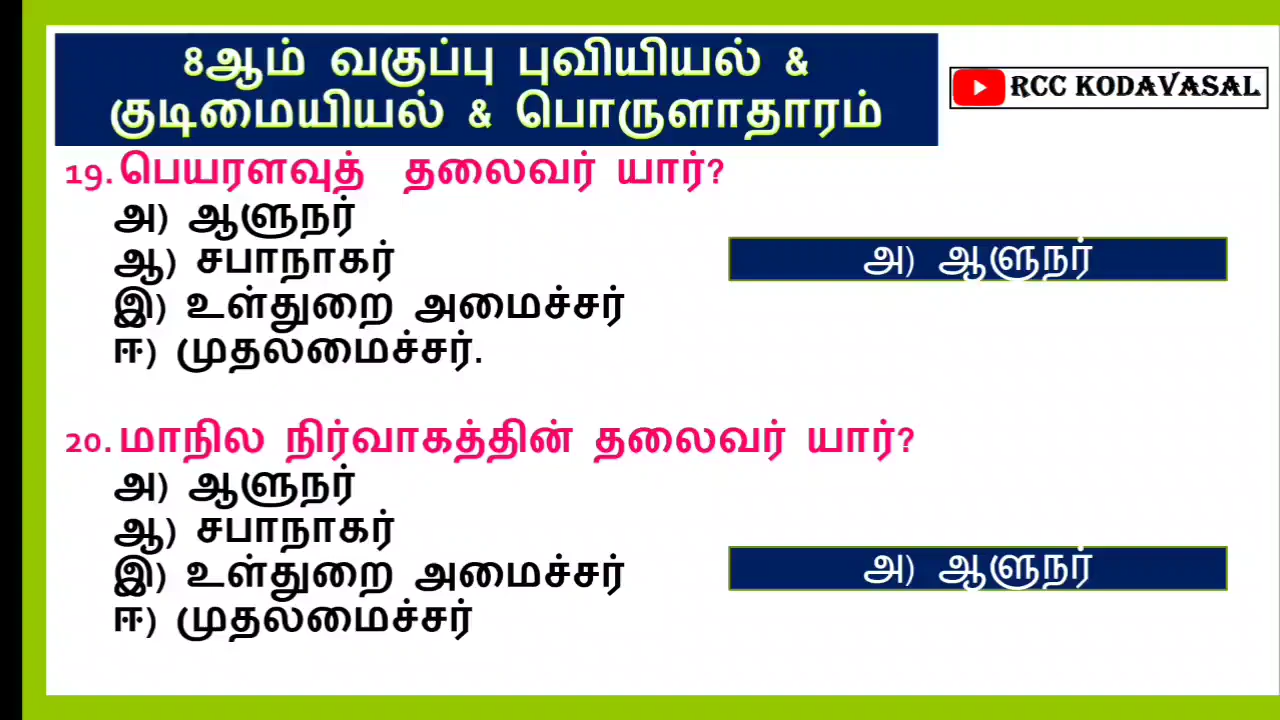 8ஆம் வகுப்பு புவியியல் &
குடிமையியல் & பொருளாதாரம்
RCC KODAVASAL
19. பெயரளவுத் தலைவர் யார்?
அ) ஆளுநர்
ஆ) சபாநாகர்
அ) ஆளுநர்
இ) உள்துறை அமைச்சர்
ஈ) முதலமைச்சர்.
20. மாநில நிர்வாகத்தின் தலைவர் யார்?
அ) ஆளுநர்
ஆ) சபாநாகர்
இ) உள்துறை அமைச்சர்
அ) ஆளுநர்
ஈ) முதலமைச்சர்